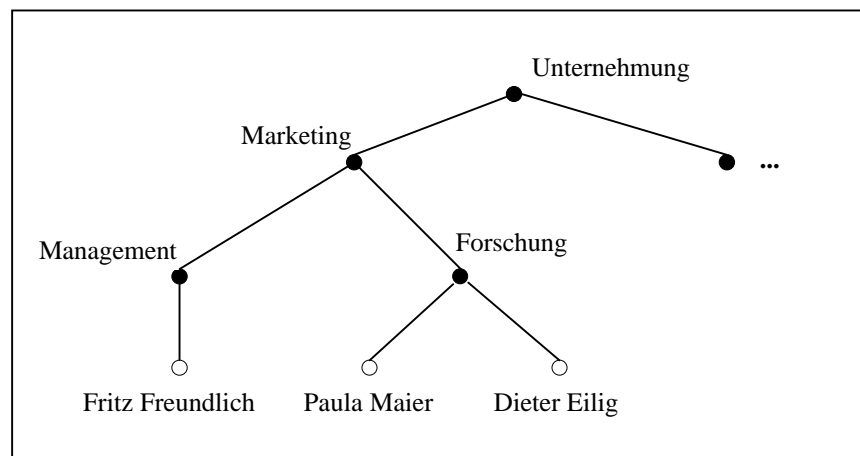 Unternehmung
Marketing
...
Management
Forschung
Fritz Freundlich
Paula Maier
Dieter Eilig